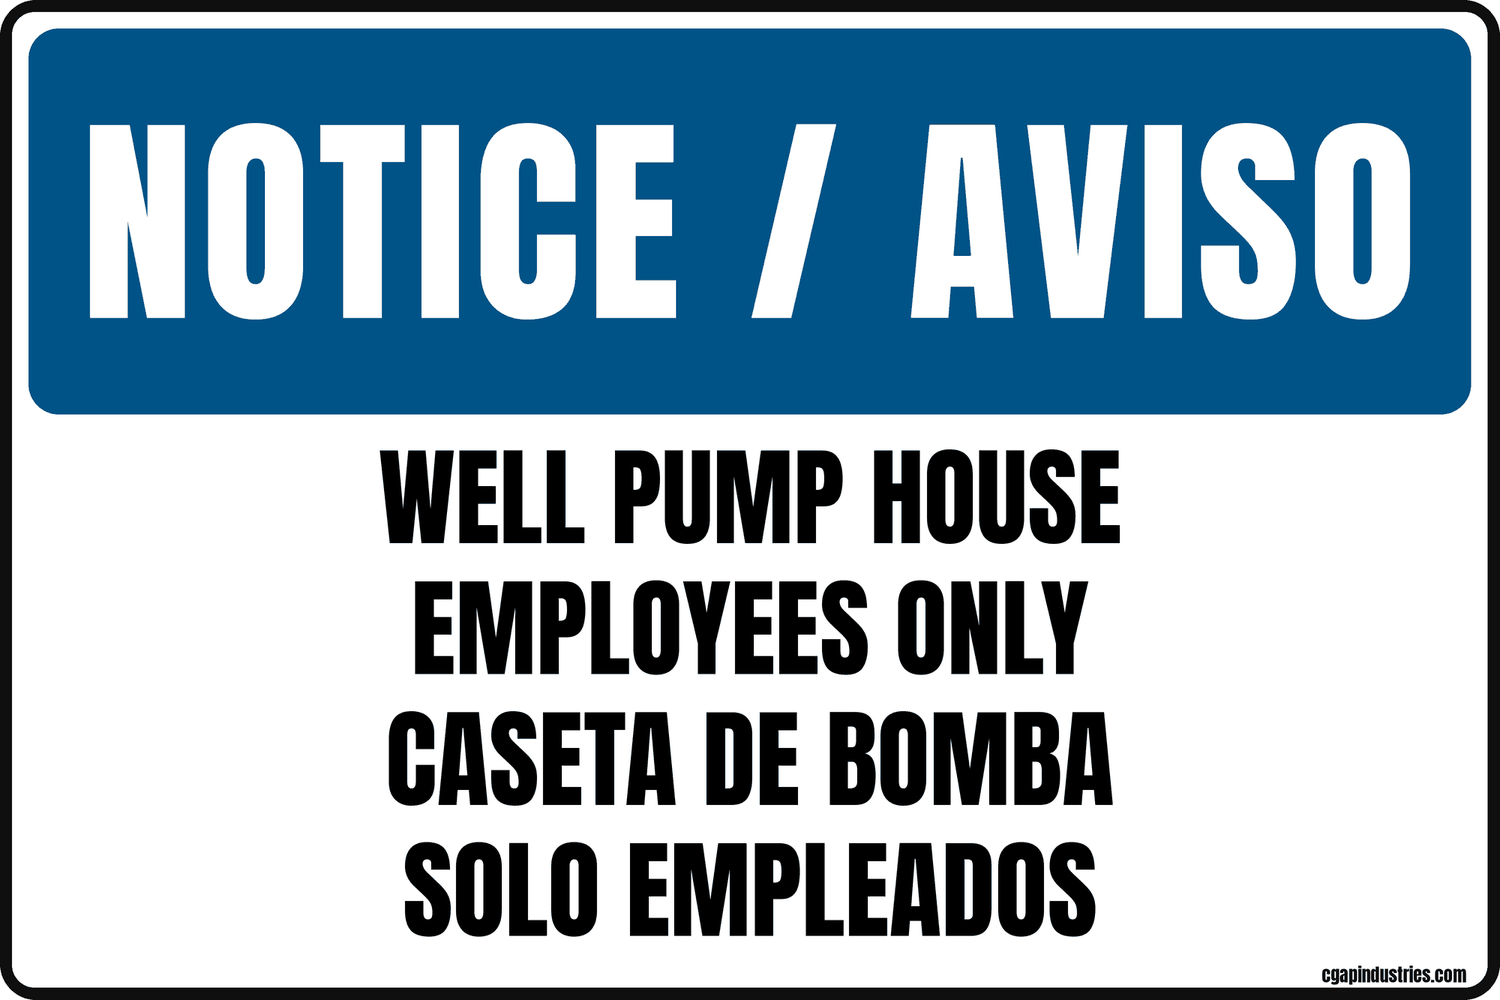 NOTICE / AVISO
WELL PUMP HOUSE
EMPLOYEES ONLY
CASETA DE BOMBA
SOLO EMPLEADOS
cgapindustries.com